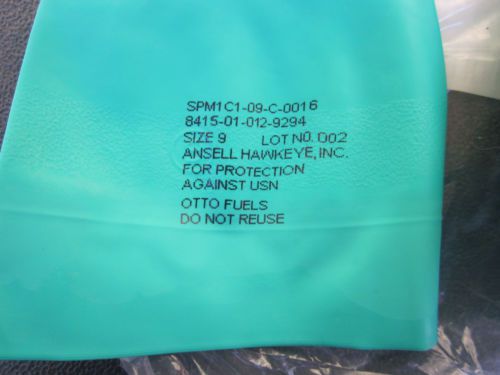 SPM1C1-09-C-0016
8415-01-012-9294
SIZE 9 LOT NO. 002
ANSELL HAWKEYE, INC.
FOR PROTECTION
AGAINST USN
OTTO FUELS
DO NOT REUSE